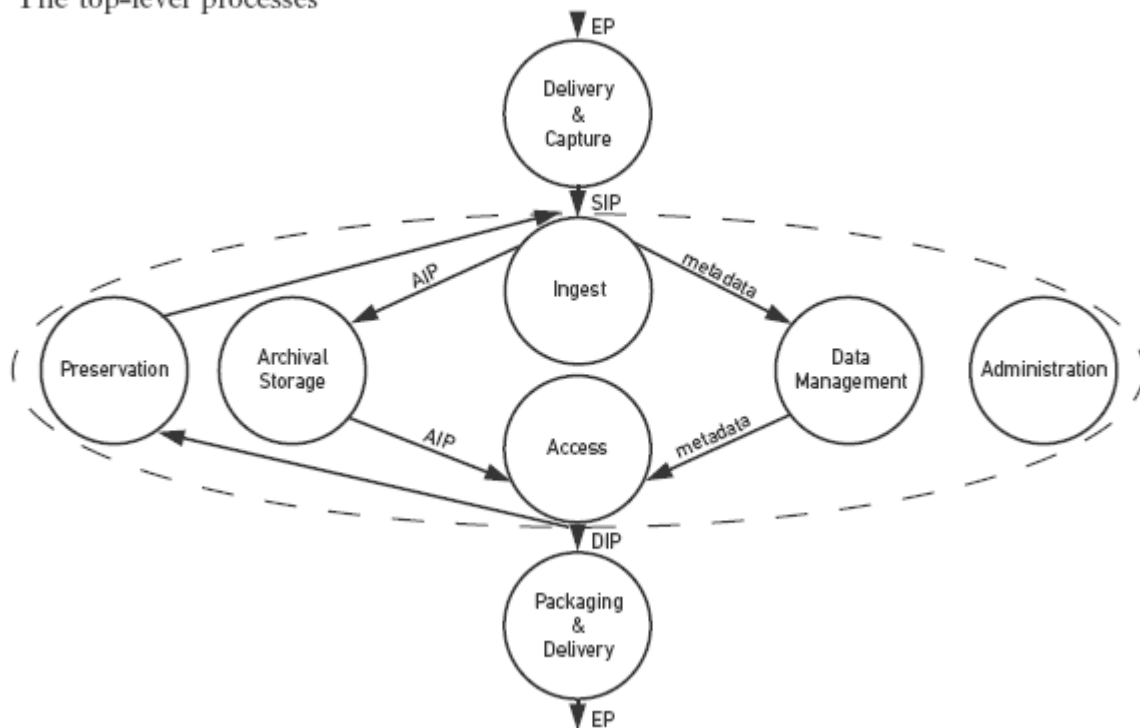 The top-level processes
EP
Delivery
&
Capture
SIP
AIP
Ingest
metadata
Preservation
Archival
Storage
Data
Management
Administration
AIP
Access
metadata
DIP
Packaging
&
Delivery
EP